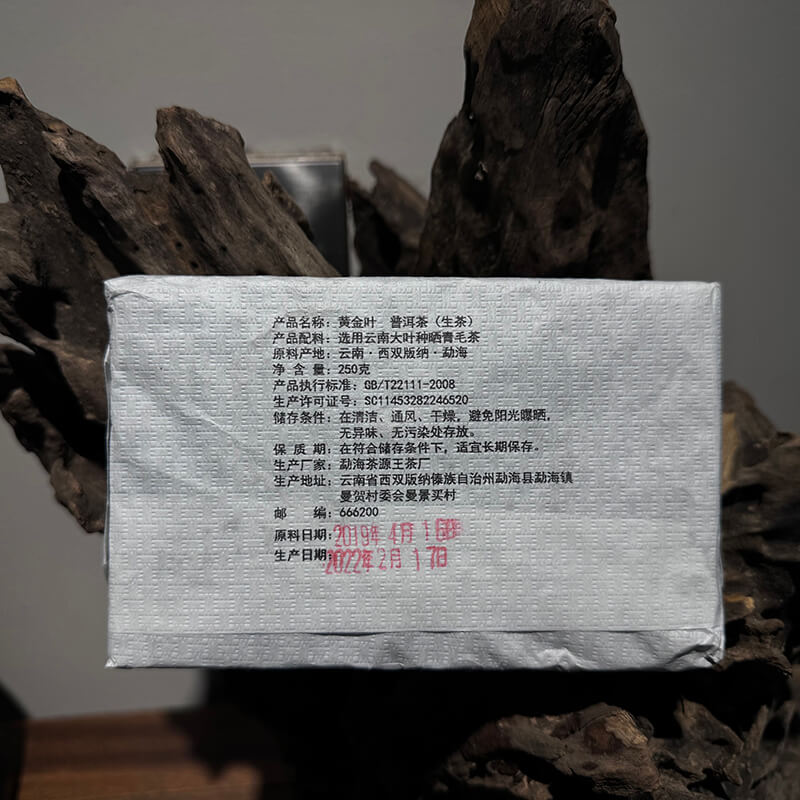 产品名称：黄金叶　普洱茶（生茶）
产品配料：选用云南大叶种晒青毛茶
原料产地：云南·西双版纳·勐海
净 含 量：250克
产品执行标准：GB/T22111-2008
生产许可证号：SC11453282246520
储存条件：在清洁、通风、干燥，避免阳光曝晒，
无异味、无污染处存放。
保 质 期：在符合储存条件下，适宜长期保存。
生产厂家：勐海茶源王茶厂
生产地址：云南省西双版纳傣族自治州勐海县勐海镇
曼贺村委会曼景买村
邮　　编：666200
原料日期：2019年4月16日
生产日期：2022年2月17日